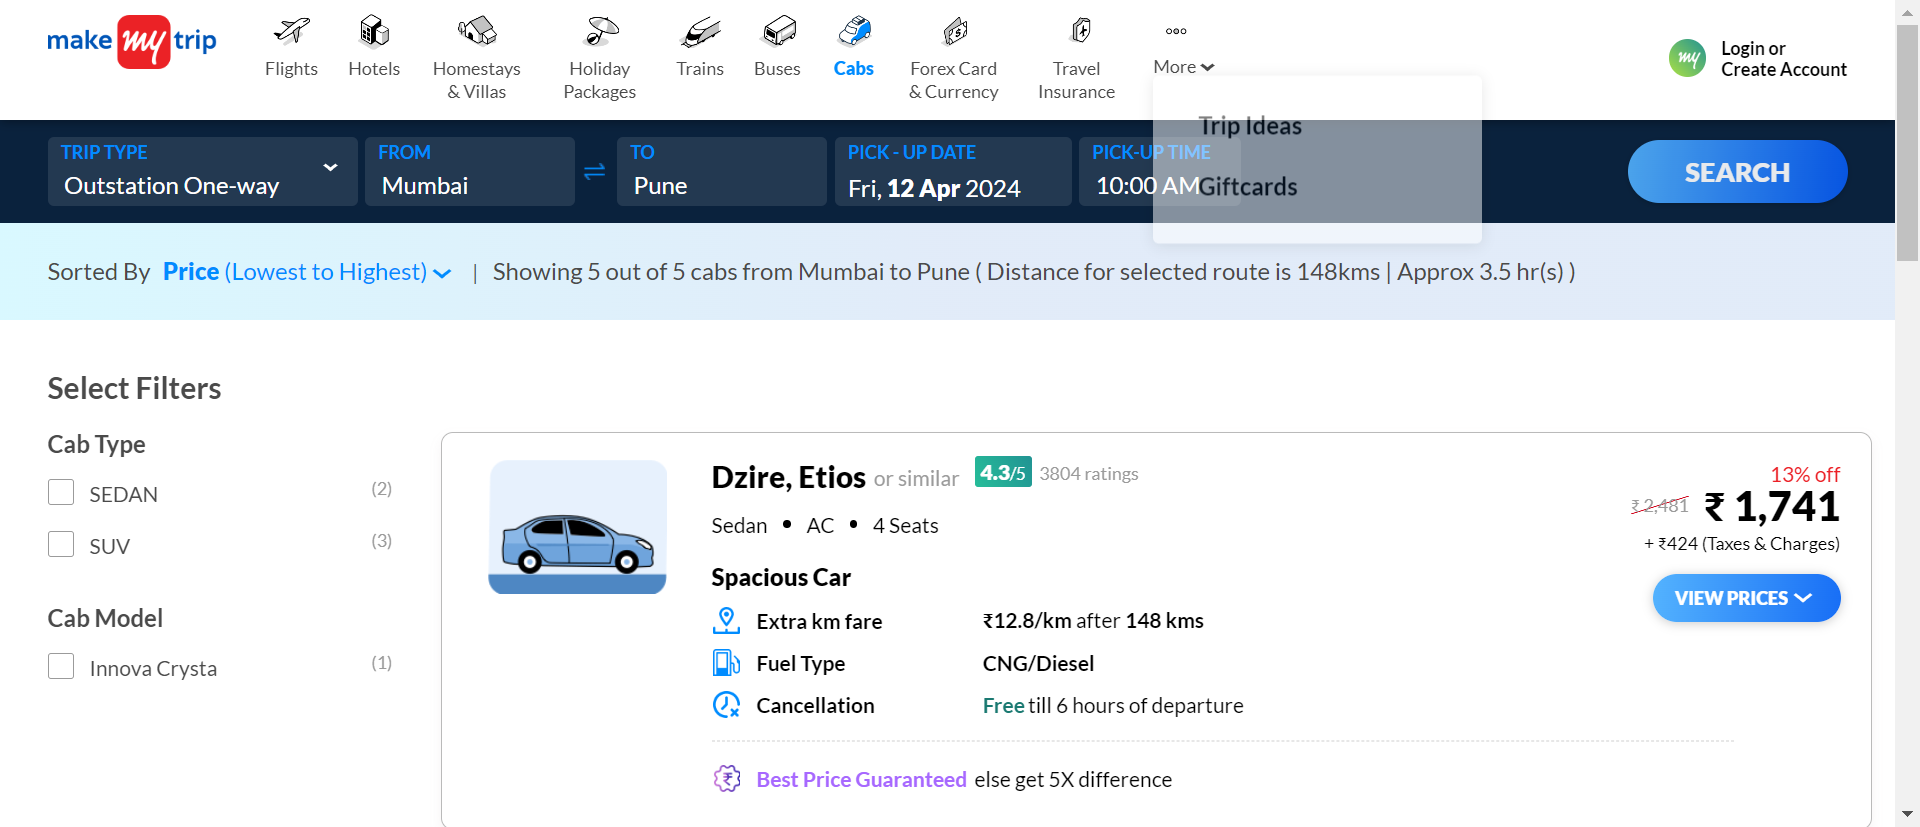 make my trip
Flights
Hotels
Homestays
& Villas
Holiday
Packages
Trains
Buses
Cabs
Forex Card
& Currency
Travel
Insurance
More
my
Login or
Create Account
Trip Ideas
Giftcards
TRIP TYPE
Outstation One-way
FROM
Mumbai
TO
Pune
PICK - UP DATE
Fri, 12 Apr 2024
PICK-UP TIME
10:00 AM
SEARCH
Sorted By Price (Lowest to Highest) | Showing 5 out of 5 cabs from Mumbai to Pune ( Distance for selected route is 148kms | Approx 3.5 hr(s) )
Select Filters
Cab Type
SEDAN (2)
SUV (3)
Cab Model
Innova Crysta (1)
Dzire, Etios or similar 4.3/5 3804 ratings
Sedan • AC • 4 Seats
Spacious Car
Extra km fare ₹12.8/km after 148 kms
Fuel Type CNG/Diesel
Cancellation Free till 6 hours of departure
Best Price Guaranteed else get 5X difference
13% off
₹ 2,481 ₹ 1,741
+ ₹424 (Taxes & Charges)
VIEW PRICES